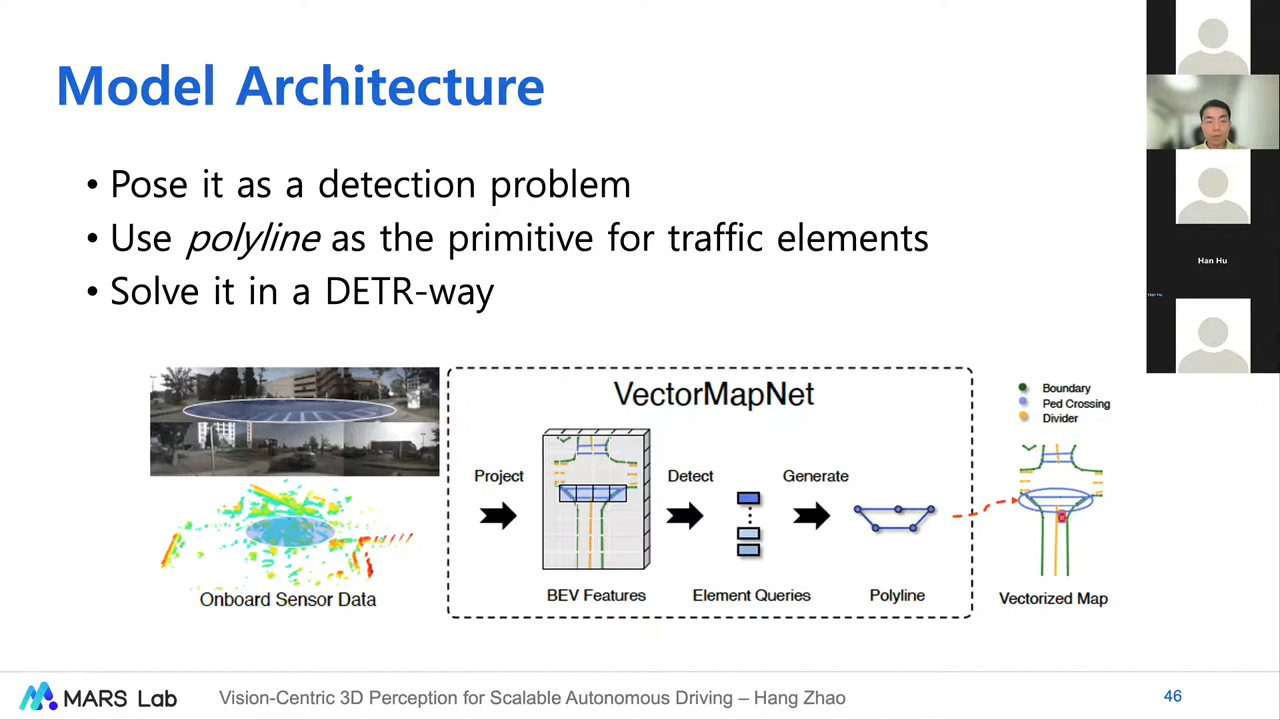 Model Architecture
• Pose it as a detection problem
• Use polyline as the primitive for traffic elements
• Solve it in a DETR-way
Han Hu
Han Hu
VectorMapNet
Boundary
Ped Crossing
Divider
Project
Detect
Generate
Onboard Sensor Data
BEV Features
Element Queries
Polyline
Vectorized Map
MARS Lab
Vision-Centric 3D Perception for Scalable Autonomous Driving – Hang Zhao
46